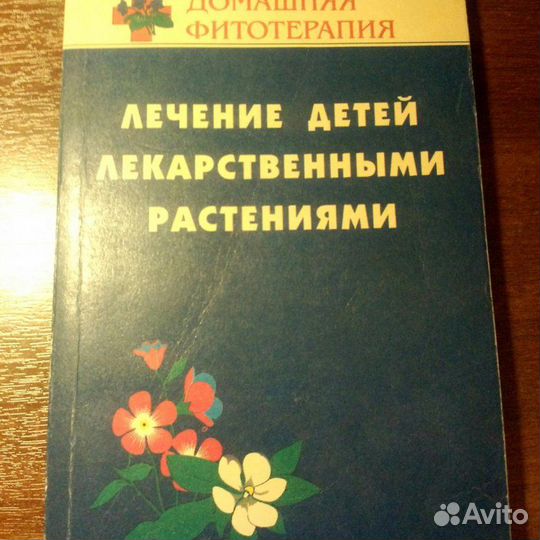 ДОМАШНЯЯ
ФИТОТЕРАПИЯ
ЛЕЧЕНИЕ ДЕТЕЙ
ЛЕКАРСТВЕННЫМИ
РАСТЕНИЯМИ
Avito